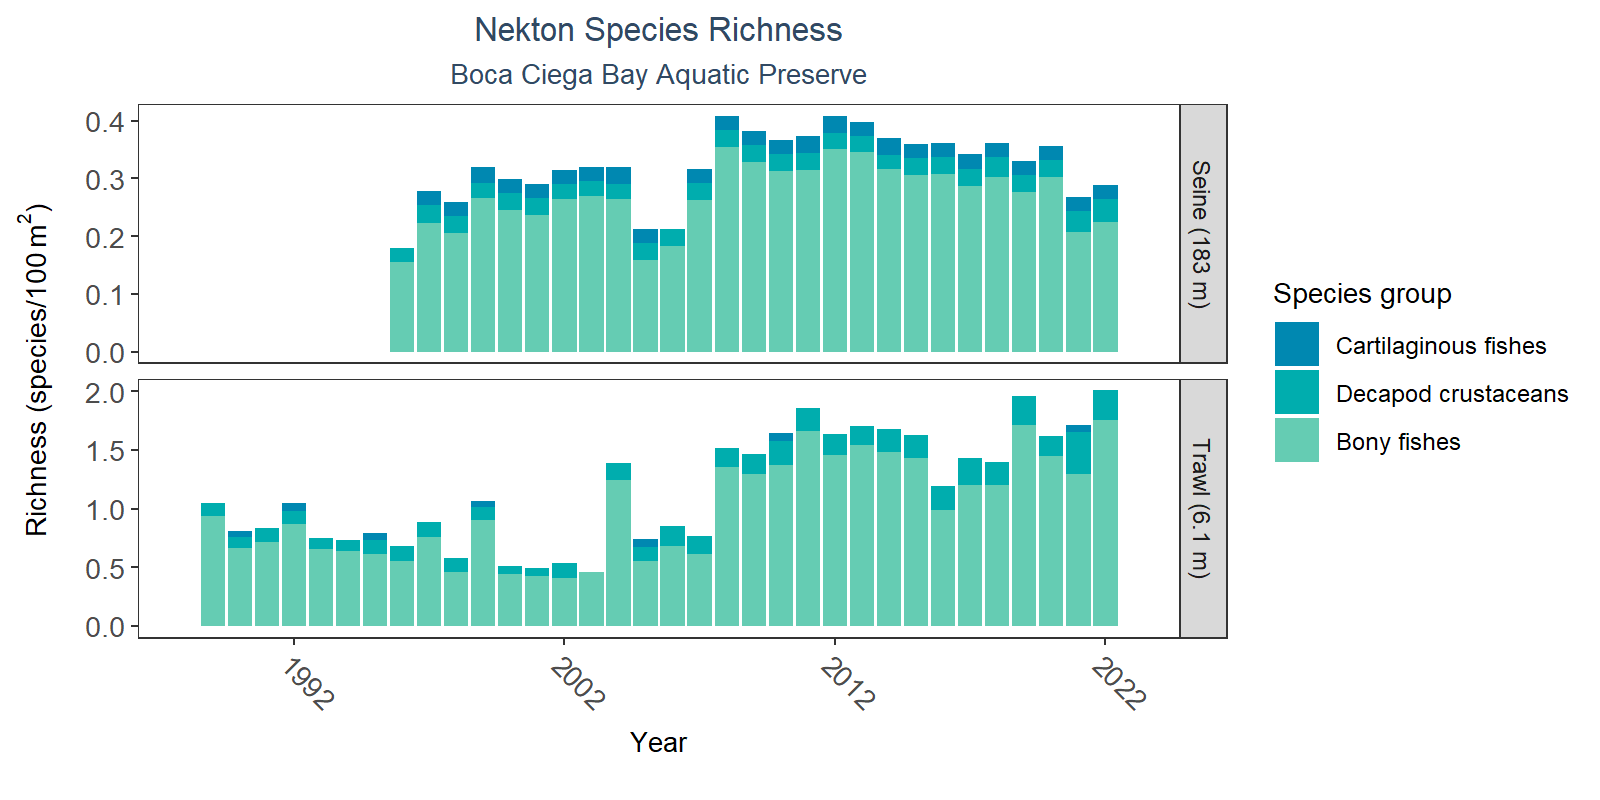 Nekton Species Richness
Boca Ciega Bay Aquatic Preserve
Richness (species/100 m²)
0.4
0.3
0.2
0.1
0.0
Seine (183 m)
2.0
1.5
1.0
0.5
0.0
Trawl (6.1 m)
1992
2002
2012
2022
Year
Species group
Cartilaginous fishes
Decapod crustaceans
Bony fishes